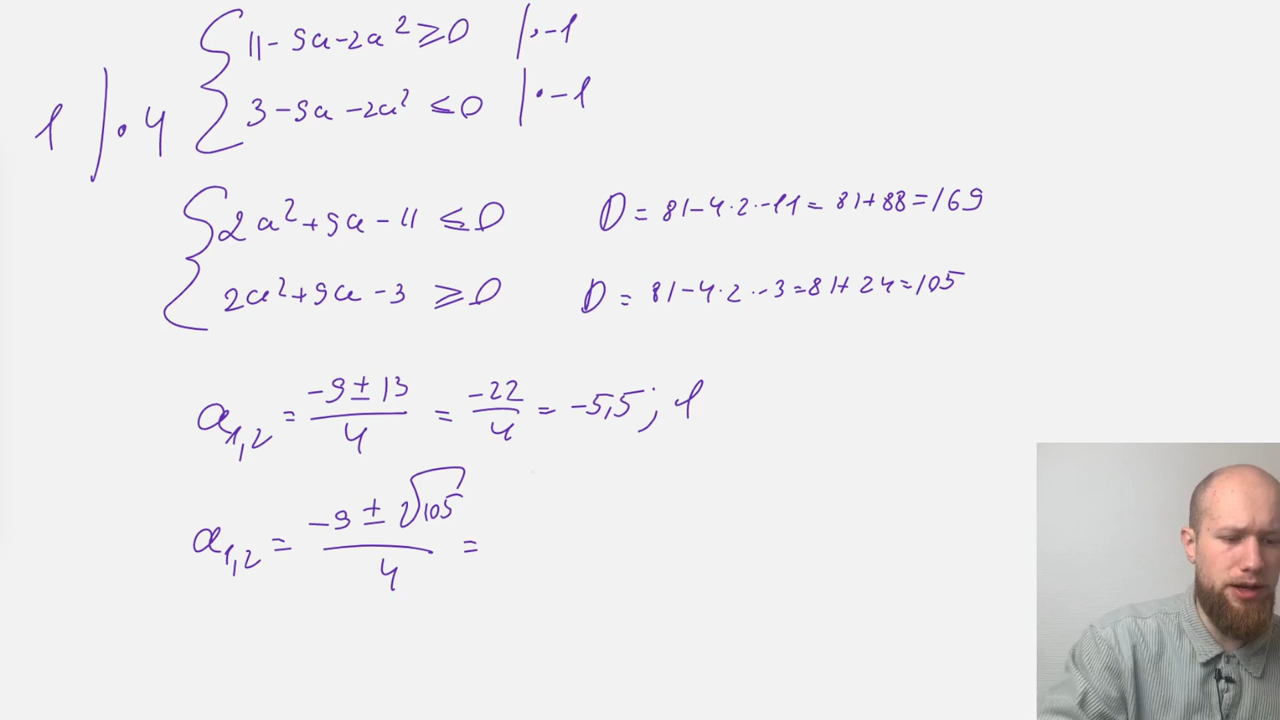 11-9a-2a²≥0 |·-1
1 |·4
3-9a-2a²≤0 |·-1
2a²+9a-11≤0 D=81-4·2·-11=81+88=169
2a²+9a-3≥0 D=81-4·2·-3=81+24=105
a₁,₂=(-9±13)/4=-22/4=-5,5; 1
a₁,₂=(-9±√105)/4=